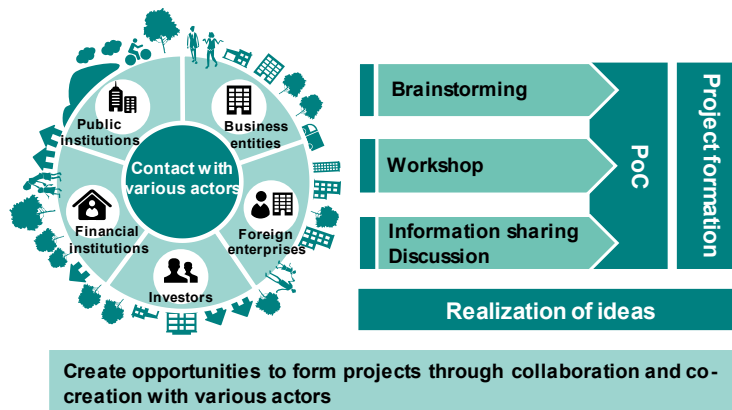 Public
institutions
Business
entities
Contact with
various actors
Financial
institutions
Foreign
enterprises
Investors
Brainstorming
Workshop
Information sharing
Discussion
PoC
Project formation
Realization of ideas
Create opportunities to form projects through collaboration and co-
creation with various actors